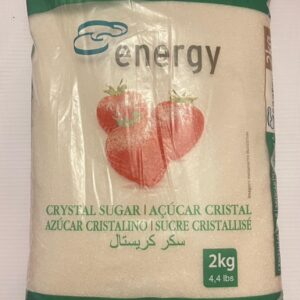 energy
CRYSTAL SUGAR | AÇÚCAR CRISTAL
AZÚCAR CRISTALINO | SUCRE CRISTALLISÉ
سكر كريستال
2kg
4,4 lbs